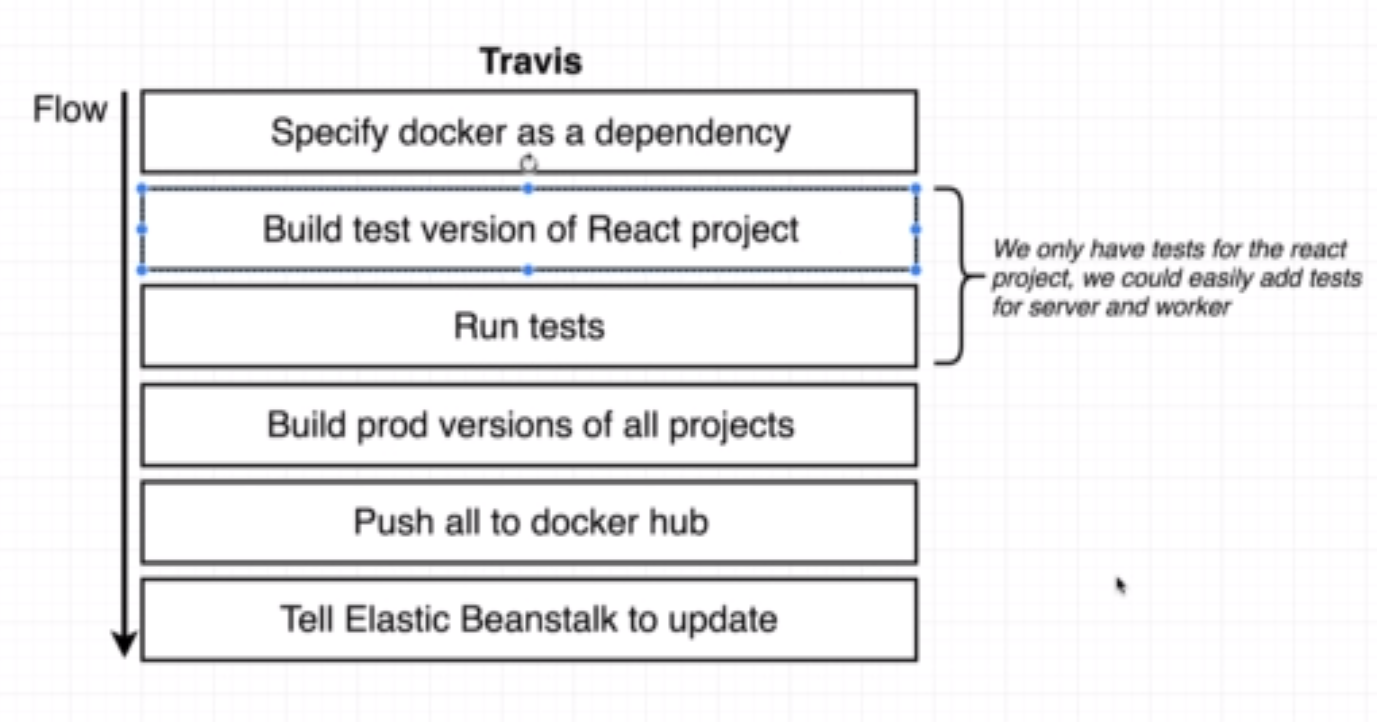 Travis
Flow
Specify docker as a dependency
Build test version of React project
We only have tests for the react
project, we could easily add tests
for server and worker
Run tests
Build prod versions of all projects
Push all to docker hub
Tell Elastic Beanstalk to update